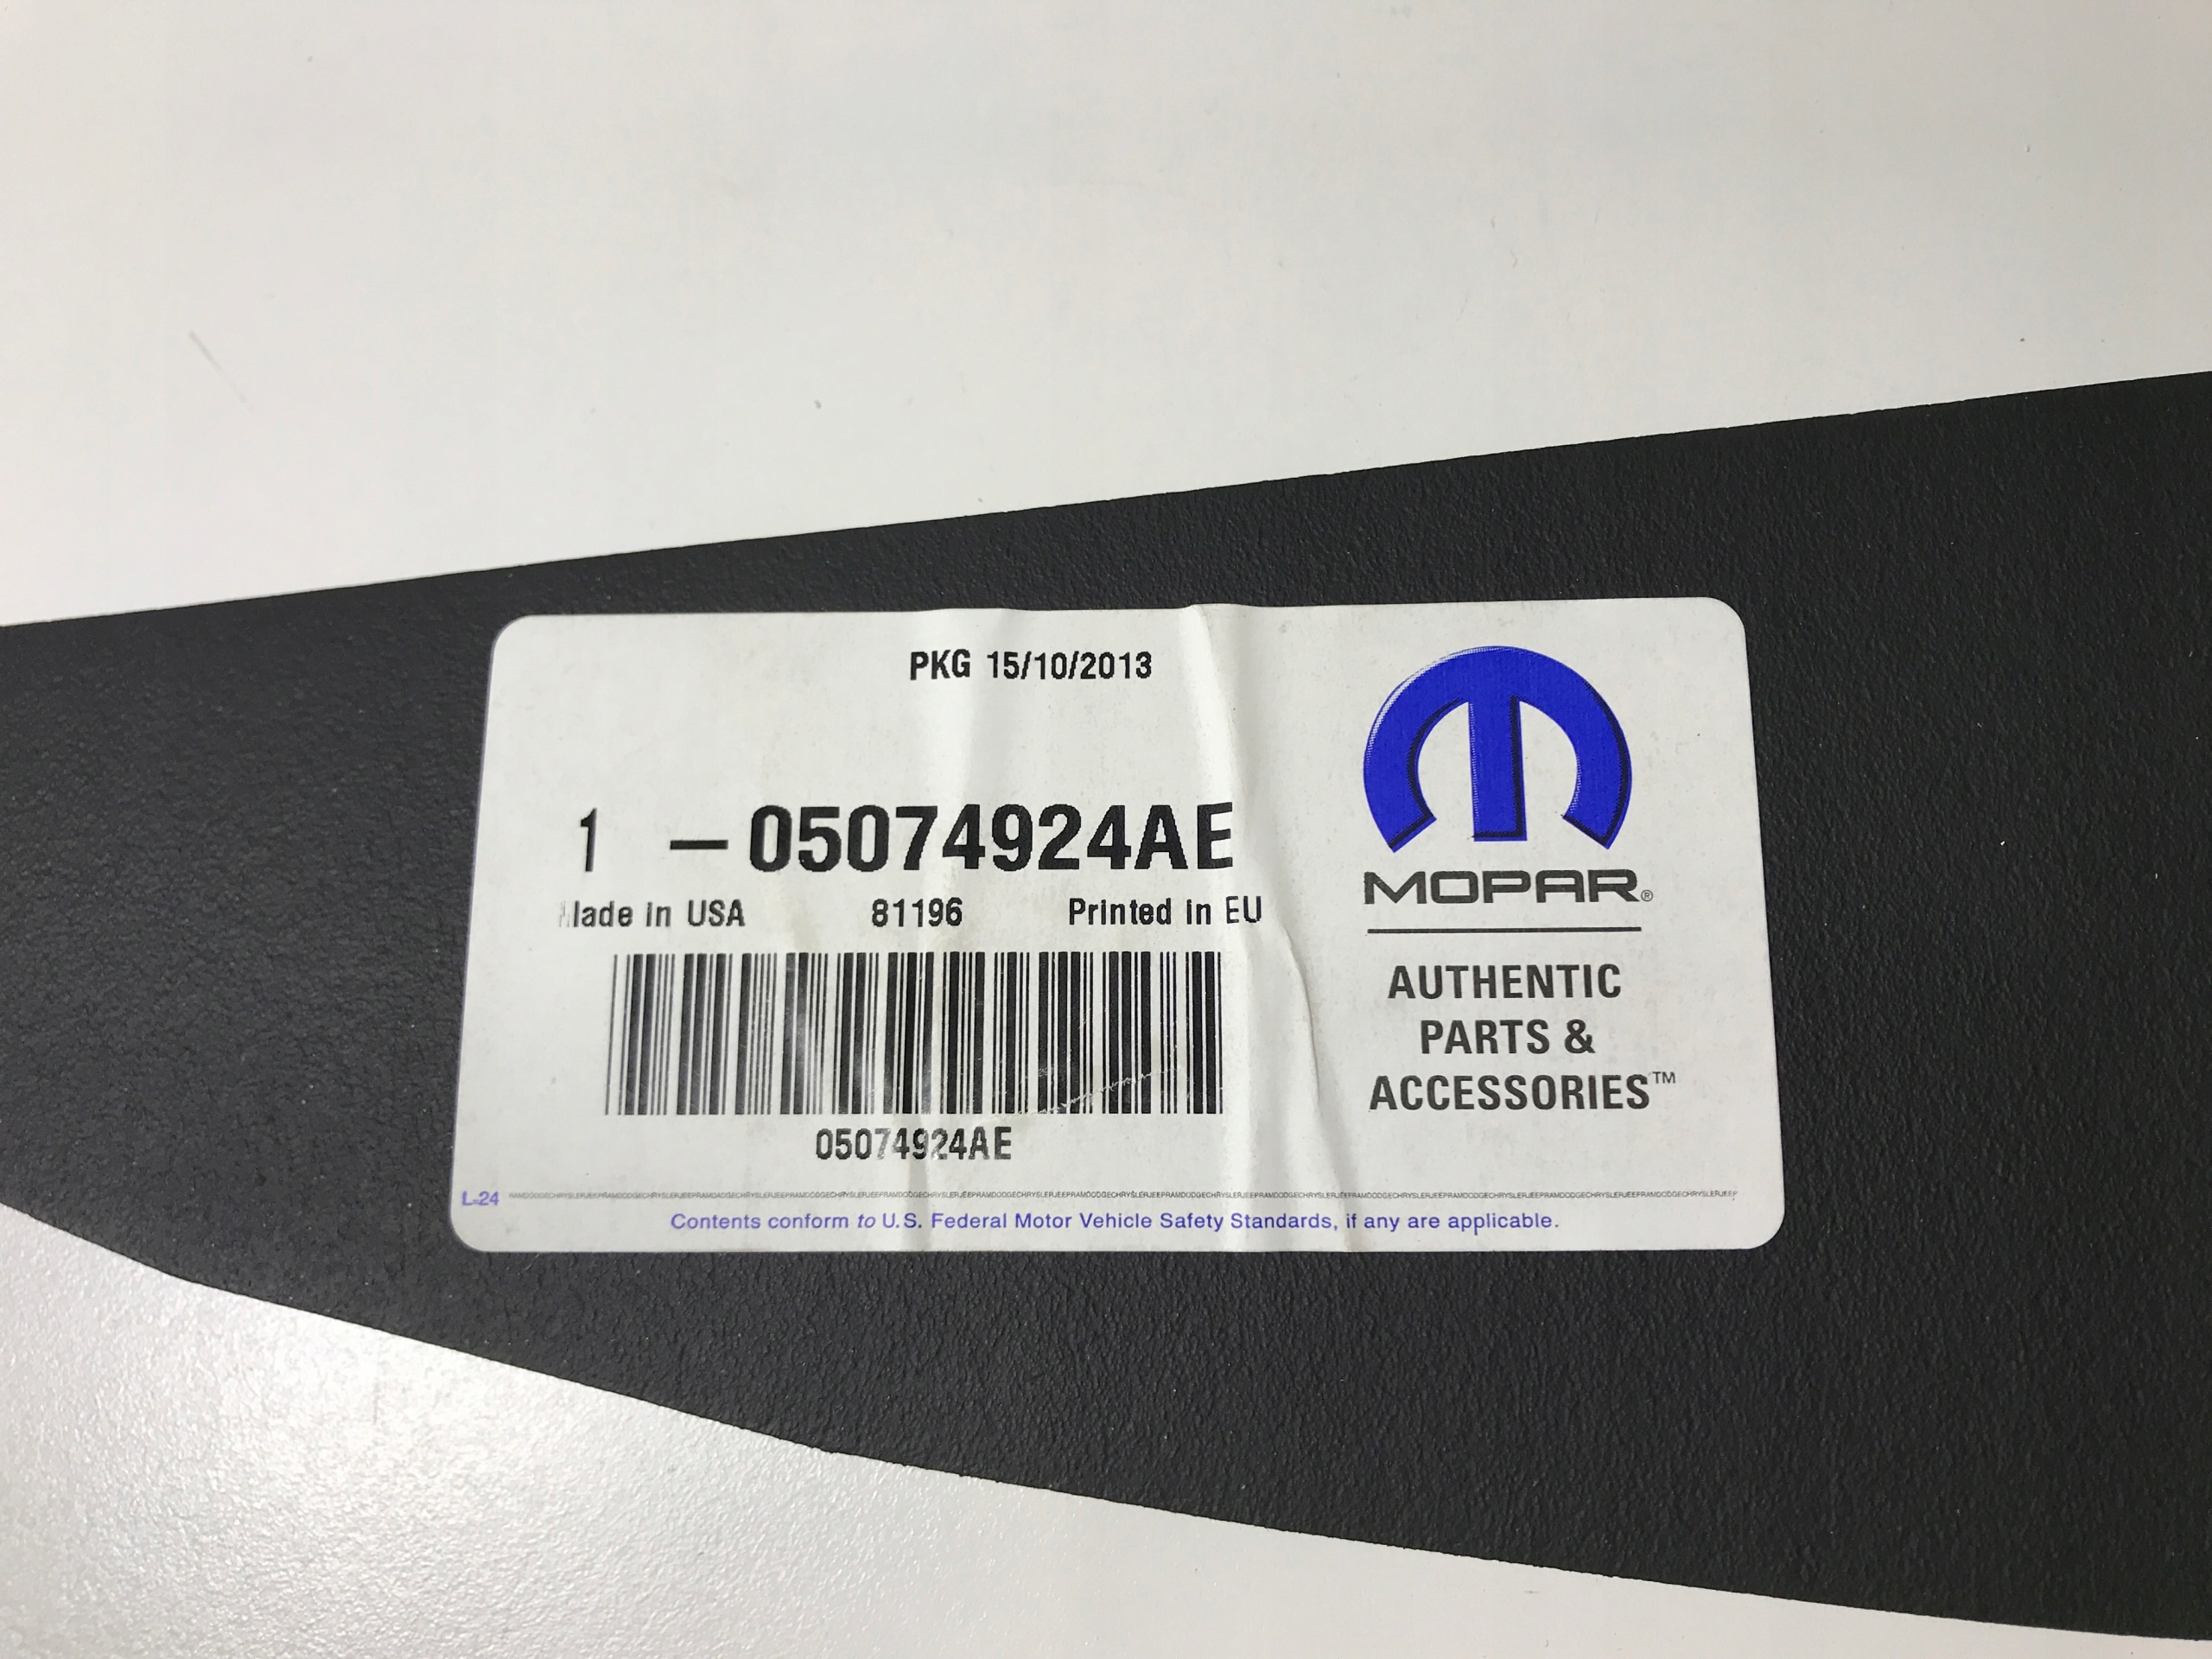 PKG 15/10/2013
1 – 05074924AE
Made in USA 81196 Printed in EU
05074924AE
MOPAR®
AUTHENTIC
PARTS &
ACCESSORIES™
L-24
Contents conform to U.S. Federal Motor Vehicle Safety Standards, if any are applicable.